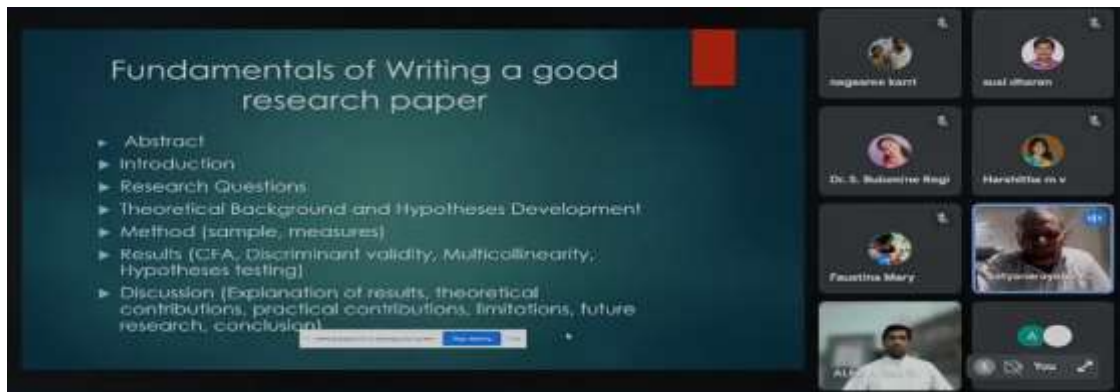 Fundamentals of Writing a good
research paper
Abstract
Introduction
Research Questions
Theoretical Background and Hypotheses Development
Method (sample, measures)
Results (CFA, Discriminant validity, Multicollinearity,
Hypotheses testing)
Discussion (Explanation of results, theoretical
contributions, practical contributions, limitations, future
research, conclusion)
nagasree karri
Dr. S.
Harshitha m v
Faustina Mary
A
You